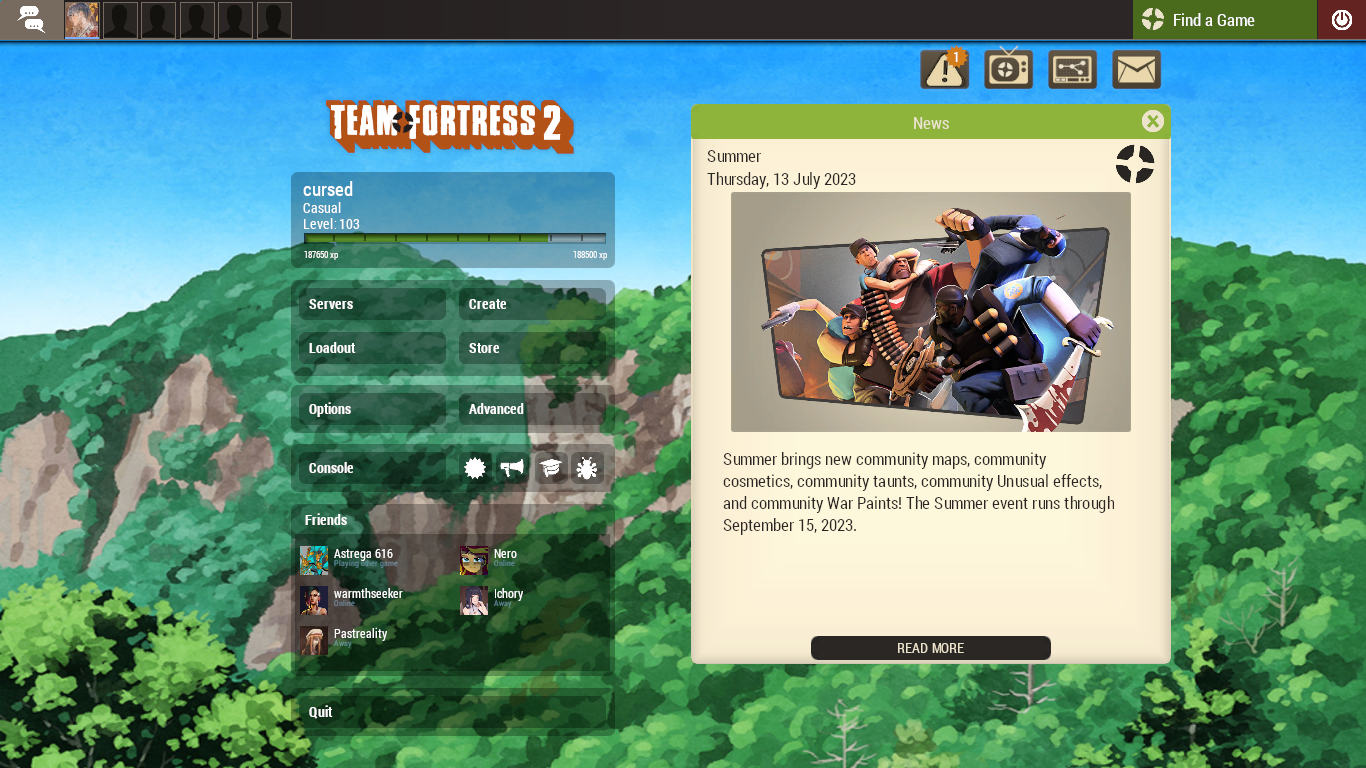 Find a Game
1
TEAM FORTRESS 2
cursed
Casual
Level: 103
187650 xp
188500 xp
Servers
Create
Loadout
Store
Options
Advanced
Console
Friends
Astrega 616
Playing other game
Nero
Online
warmthseeker
Online
Ichory
Away
Pastreality
Away
Quit
News
Summer
Thursday, 13 July 2023
Summer brings new community maps, community
cosmetics, community taunts, community Unusual effects,
and community War Paints! The Summer event runs through
September 15, 2023.
READ MORE